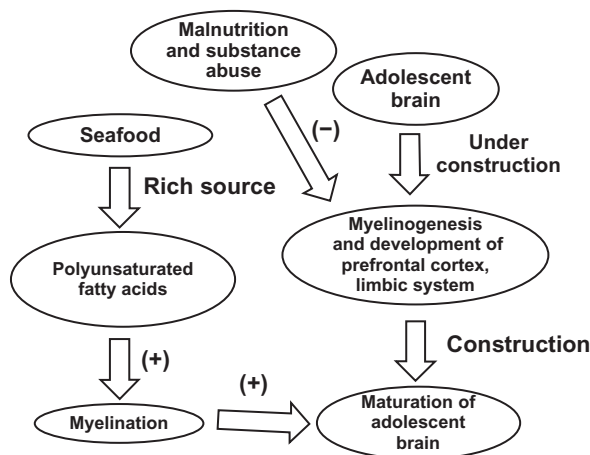 Malnutrition
and substance
abuse
Adolescent
brain
(−)
Seafood
Under
construction
Rich source
Myelinogenesis
and development of
prefrontal cortex,
limbic system
Polyunsaturated
fatty acids
Construction
(+)
(+)
Myelination
Maturation of
adolescent
brain